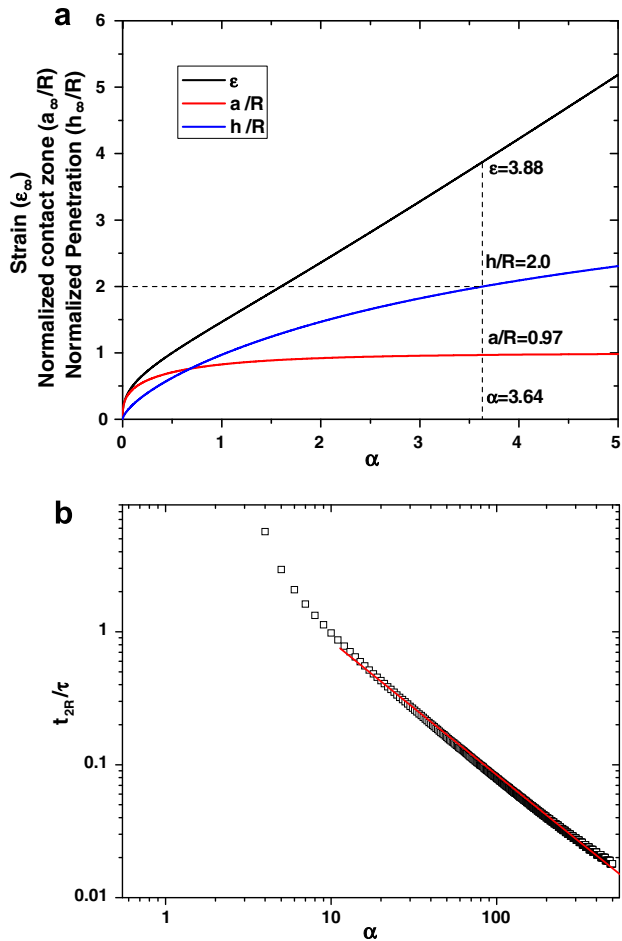 a
Strain (ε∞)
Normalized contact zone (a∞/R)
Normalized Penetration (h∞/R)
6
5
4
3
2
1
0
ε
a /R
h /R
ε=3.88
h/R=2.0
a/R=0.97
α=3.64
0 1 2 3 4 5
α
b
t2R/τ
1
0.1
0.01
1 10 100
α